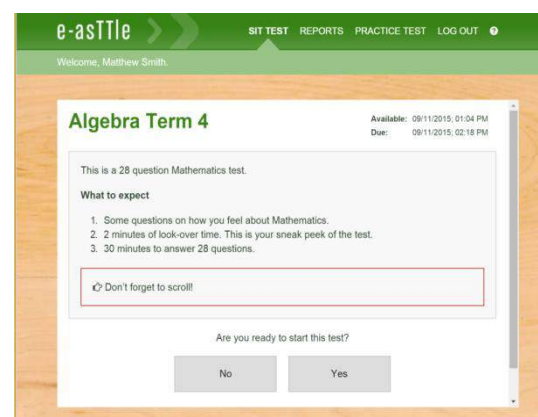 e-asTTle
SIT TEST REPORTS PRACTICE TEST LOG OUT ?
Welcome, Matthew Smith.
Algebra Term 4
Available: 09/11/2015, 01:04 PM
Due: 09/11/2015, 02:18 PM
This is a 28 question Mathematics test.
What to expect
1. Some questions on how you feel about Mathematics.
2. 2 minutes of look-over time. This is your sneak peek of the test.
3. 30 minutes to answer 28 questions.
Don't forget to scroll!
Are you ready to start this test?
No Yes